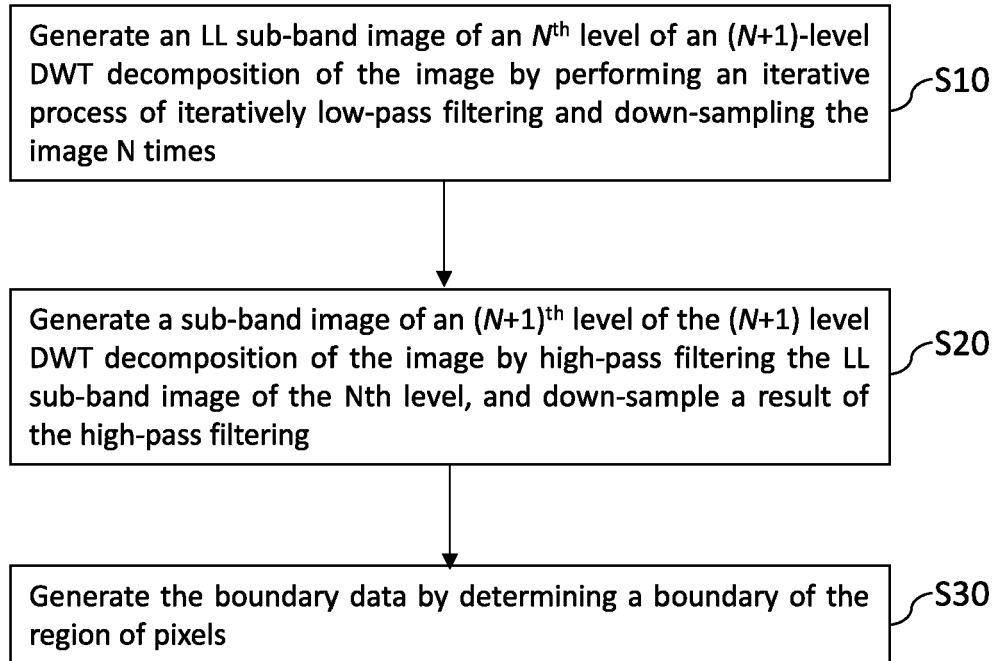 Generate an LL sub-band image of an Nth level of an (N+1)-level
DWT decomposition of the image by performing an iterative
process of iteratively low-pass filtering and down-sampling the
image N times
S10
Generate a sub-band image of an (N+1)th level of the (N+1) level
DWT decomposition of the image by high-pass filtering the LL
sub-band image of the Nth level, and down-sample a result of
the high-pass filtering
S20
Generate the boundary data by determining a boundary of the
region of pixels
S30